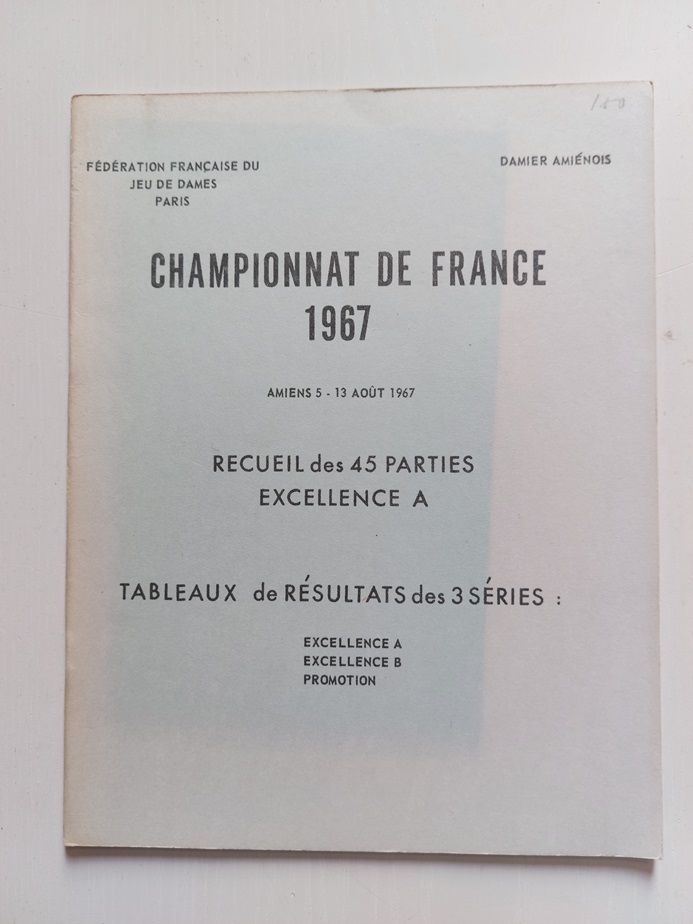 150
FÉDÉRATION FRANÇAISE DU
JEU DE DAMES
PARIS
DAMIER AMIÉNOIS
CHAMPIONNAT DE FRANCE
1967
AMIENS 5 - 13 AOÛT 1967
RECUEIL des 45 PARTIES
EXCELLENCE A
TABLEAUX de RÉSULTATS des 3 SÉRIES :
EXCELLENCE A
EXCELLENCE B
PROMOTION